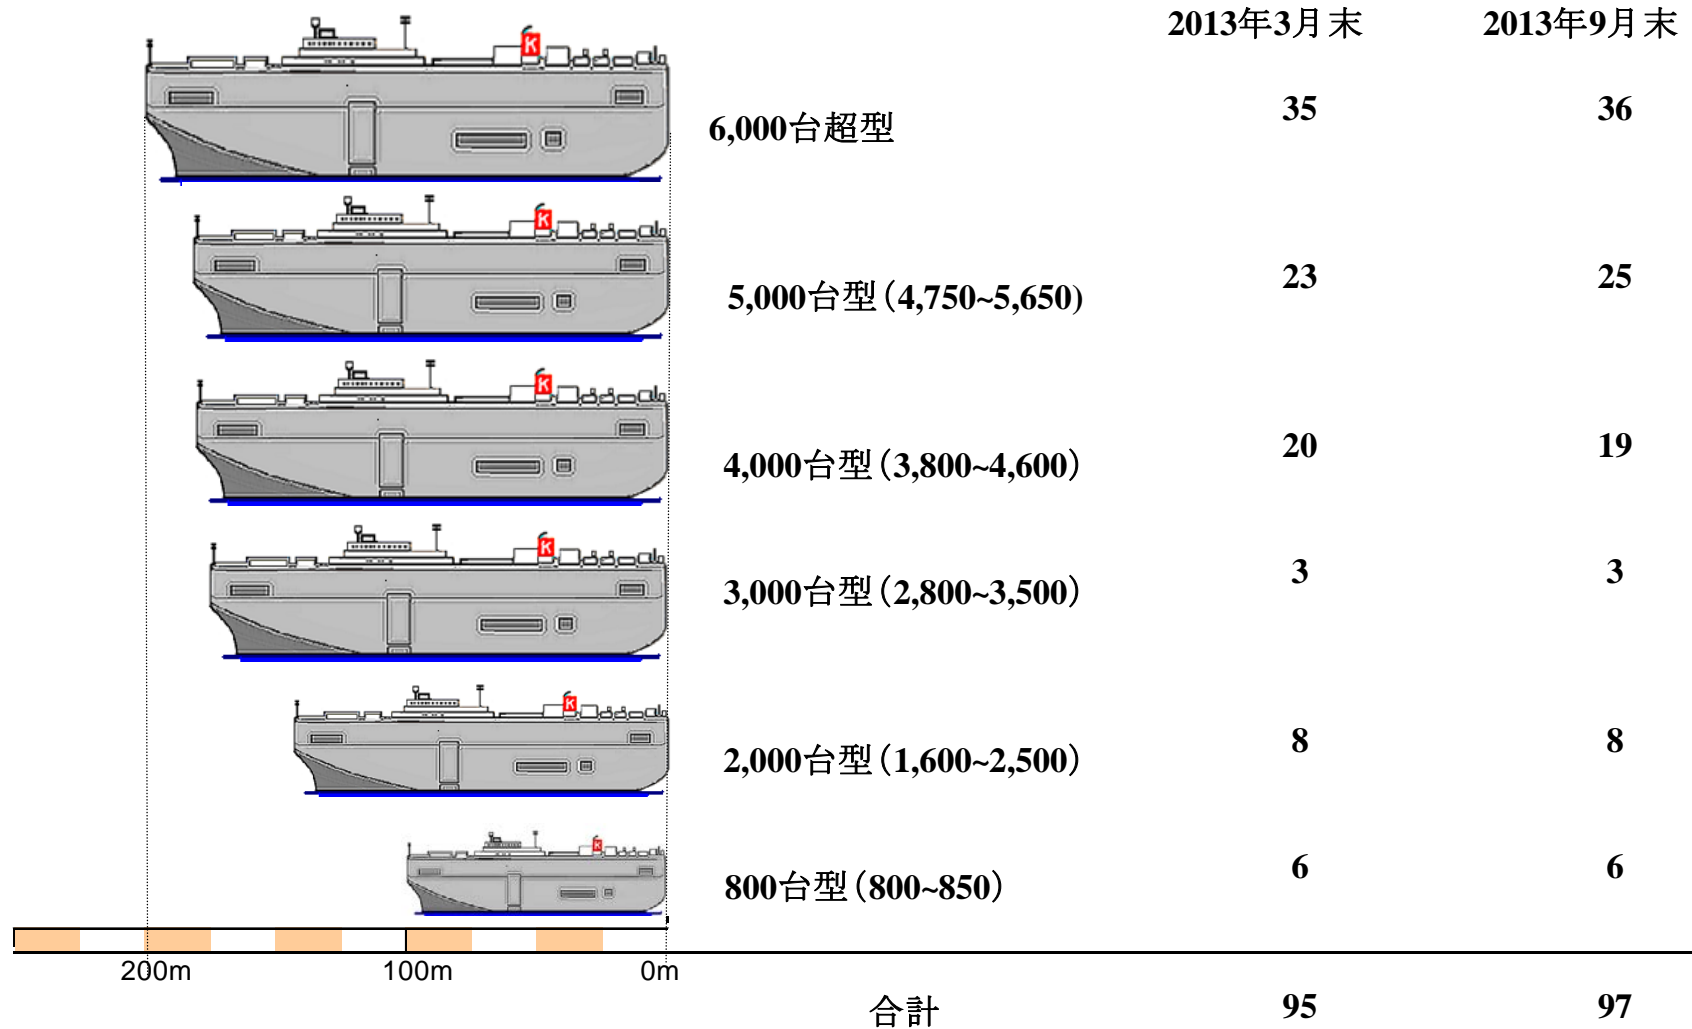 2013年3月末 2013年9月末
K
6,000台超型 35 36
K
5,000台型(4,750~5,650) 23 25
K
4,000台型(3,800~4,600) 20 19
K
3,000台型(2,800~3,500) 3 3
K
2,000台型(1,600~2,500) 8 8
K
800台型(800~850) 6 6
200m 100m 0m
合計 95 97